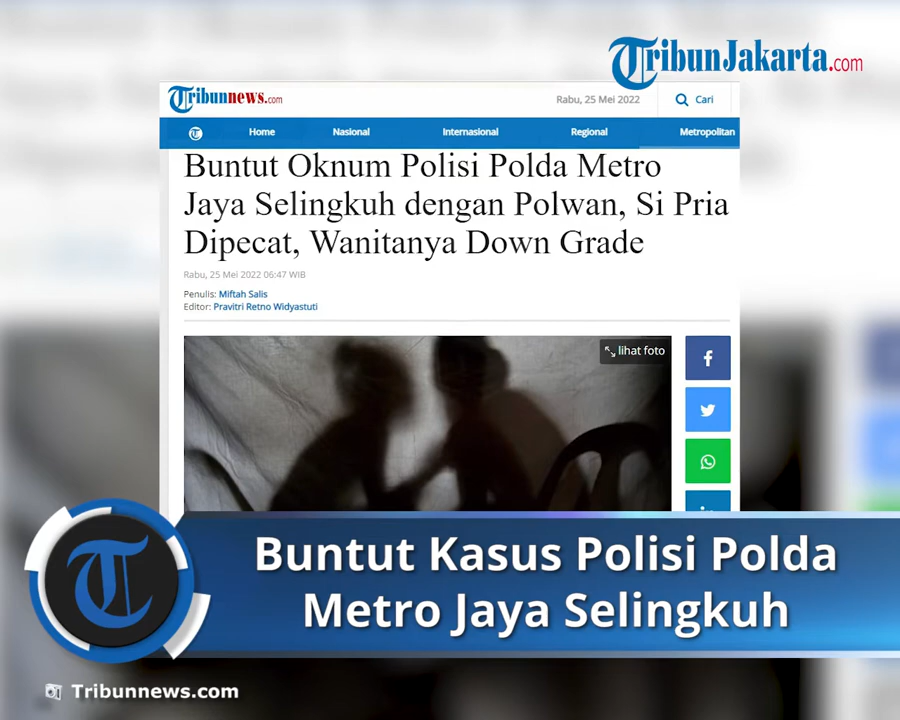 TribunJakarta.com
Tribunnews.com
Rabu, 25 Mei 2022
Cari
Home
Nasional
Internasional
Regional
Metropolitan
Buntut Oknum Polisi Polda Metro
Jaya Selingkuh dengan Polwan, Si Pria
Dipecat, Wanitanya Down Grade
Rabu, 25 Mei 2022 06:47 WIB
Penulis: Miftah Salis
Editor: Pravitri Retno Widyastuti
lihat foto
Buntut Kasus Polisi Polda
Metro Jaya Selingkuh
Tribunnews.com